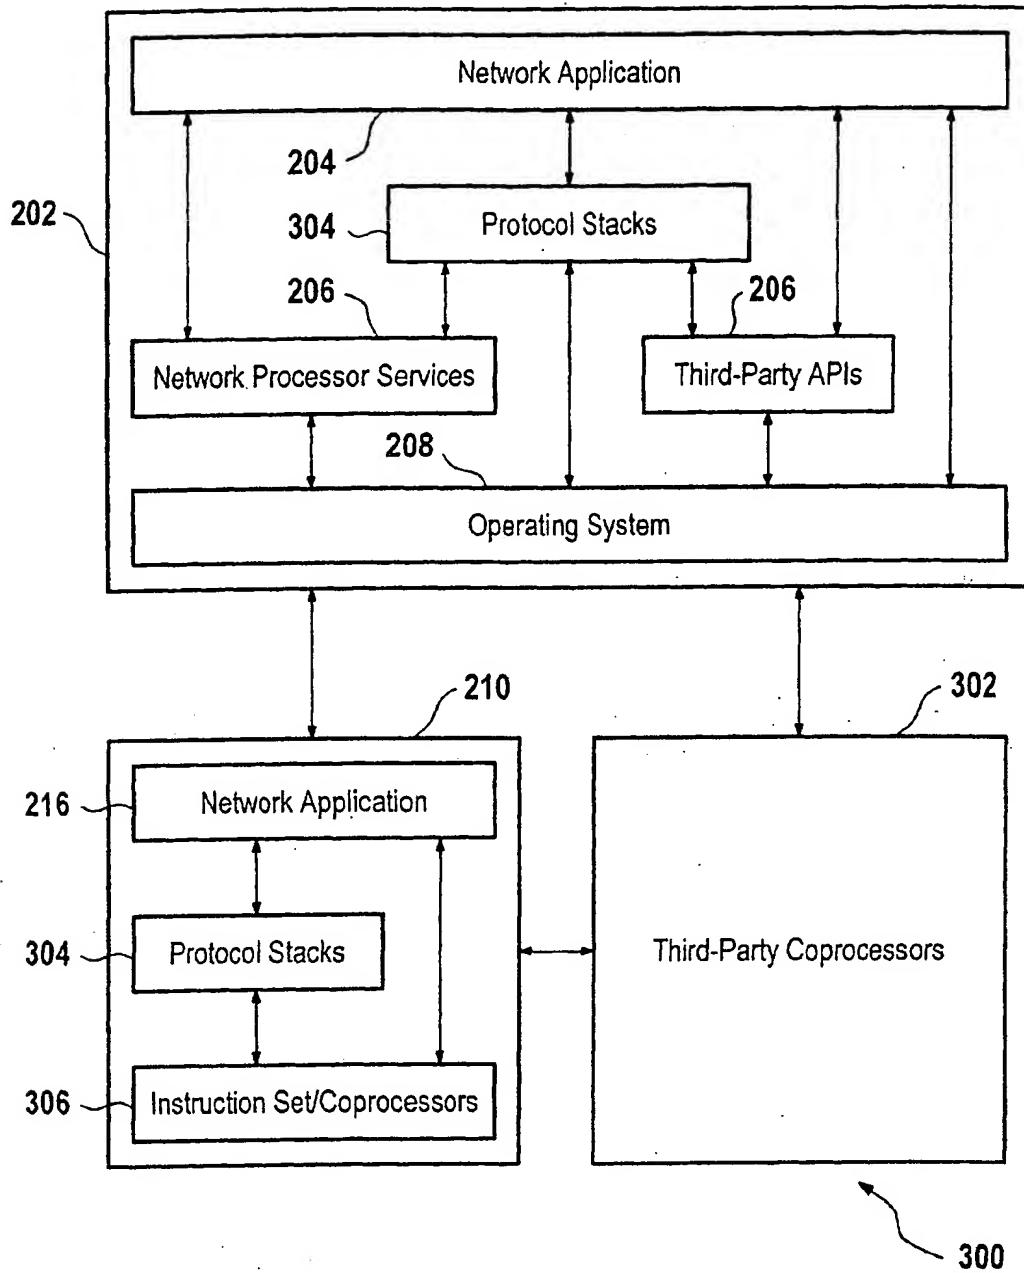 Network Application
204
202
304
Protocol Stacks
206
206
Network Processor Services
Third-Party APIs
208
Operating System
210
302
216
Network Application
304
Protocol Stacks
Third-Party Coprocessors
306
Instruction Set/Coprocessors
300